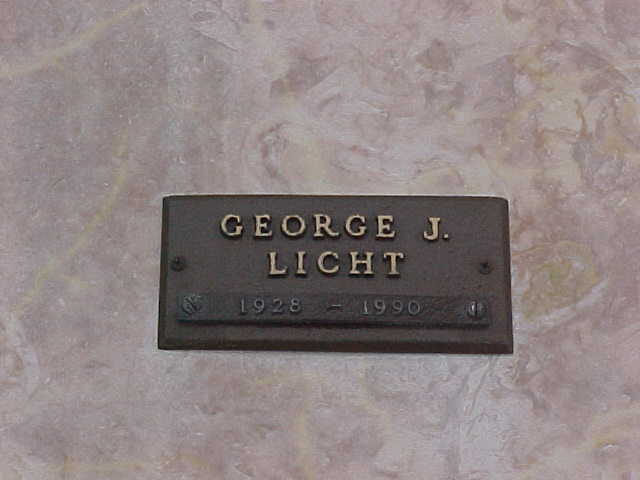 GEORGE J.
LICHT
1928 – 1990